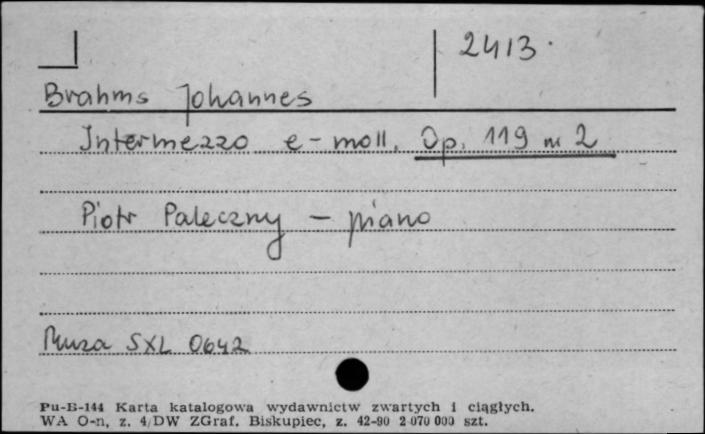 2413.
Brahms Johannes
Intermezzo e-moll, Op. 119 nr 2
Piotr Paleczny - piano
Muza SXL 0642
Pu-B-144 Karta katalogowa wydawnictw zwartych i ciągłych.
WA O-n, z. 4/DW ZGraf. Biskupiec, z. 42-90 2 070 000 szt.